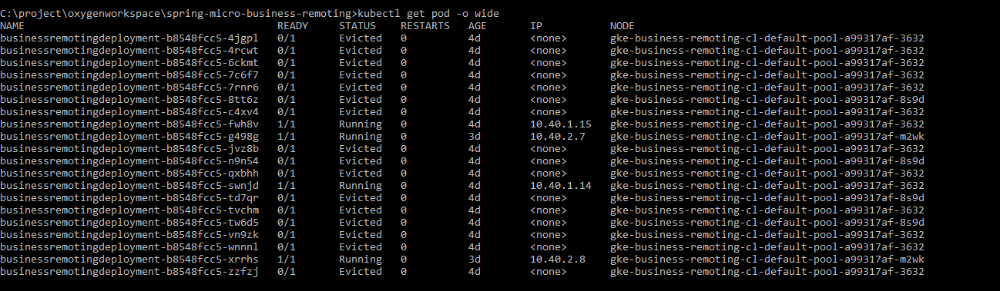 C:\project\oxygenworkspace\spring-micro-business-remoting>kubectl get pod -o wide
NAME READY STATUS RESTARTS AGE IP NODE
businessremotingdeployment-b8548fcc5-4jgpl 0/1 Evicted 0 4d <none> gke-business-remoting-cl-default-pool-a99317af-3632
businessremotingdeployment-b8548fcc5-4rcwt 0/1 Evicted 0 4d <none> gke-business-remoting-cl-default-pool-a99317af-3632
businessremotingdeployment-b8548fcc5-6ckmt 0/1 Evicted 0 4d <none> gke-business-remoting-cl-default-pool-a99317af-3632
businessremotingdeployment-b8548fcc5-7c6f7 0/1 Evicted 0 4d <none> gke-business-remoting-cl-default-pool-a99317af-3632
businessremotingdeployment-b8548fcc5-7rnr6 0/1 Evicted 0 4d <none> gke-business-remoting-cl-default-pool-a99317af-3632
businessremotingdeployment-b8548fcc5-8tt6z 0/1 Evicted 0 4d <none> gke-business-remoting-cl-default-pool-a99317af-8s9d
businessremotingdeployment-b8548fcc5-c4xv4 0/1 Evicted 0 4d <none> gke-business-remoting-cl-default-pool-a99317af-3632
businessremotingdeployment-b8548fcc5-fwh8v 1/1 Running 0 4d 10.40.1.15 gke-business-remoting-cl-default-pool-a99317af-3632
businessremotingdeployment-b8548fcc5-g498g 1/1 Running 0 3d 10.40.2.7 gke-business-remoting-cl-default-pool-a99317af-m2wk
businessremotingdeployment-b8548fcc5-jvz8b 0/1 Evicted 0 4d <none> gke-business-remoting-cl-default-pool-a99317af-3632
businessremotingdeployment-b8548fcc5-n9n54 0/1 Evicted 0 4d <none> gke-business-remoting-cl-default-pool-a99317af-8s9d
businessremotingdeployment-b8548fcc5-qxbhh 0/1 Evicted 0 4d <none> gke-business-remoting-cl-default-pool-a99317af-3632
businessremotingdeployment-b8548fcc5-swnjd 1/1 Running 0 4d 10.40.1.14 gke-business-remoting-cl-default-pool-a99317af-3632
businessremotingdeployment-b8548fcc5-td7qr 0/1 Evicted 0 4d <none> gke-business-remoting-cl-default-pool-a99317af-8s9d
businessremotingdeployment-b8548fcc5-tvchm 0/1 Evicted 0 4d <none> gke-business-remoting-cl-default-pool-a99317af-3632
businessremotingdeployment-b8548fcc5-tw6d5 0/1 Evicted 0 4d <none> gke-business-remoting-cl-default-pool-a99317af-8s9d
businessremotingdeployment-b8548fcc5-vn9zk 0/1 Evicted 0 4d <none> gke-business-remoting-cl-default-pool-a99317af-3632
businessremotingdeployment-b8548fcc5-wnnnl 0/1 Evicted 0 4d <none> gke-business-remoting-cl-default-pool-a99317af-3632
businessremotingdeployment-b8548fcc5-xrrhs 1/1 Running 0 3d 10.40.2.8 gke-business-remoting-cl-default-pool-a99317af-m2wk
businessremotingdeployment-b8548fcc5-zzfzj 0/1 Evicted 0 4d <none> gke-business-remoting-cl-default-pool-a99317af-3632